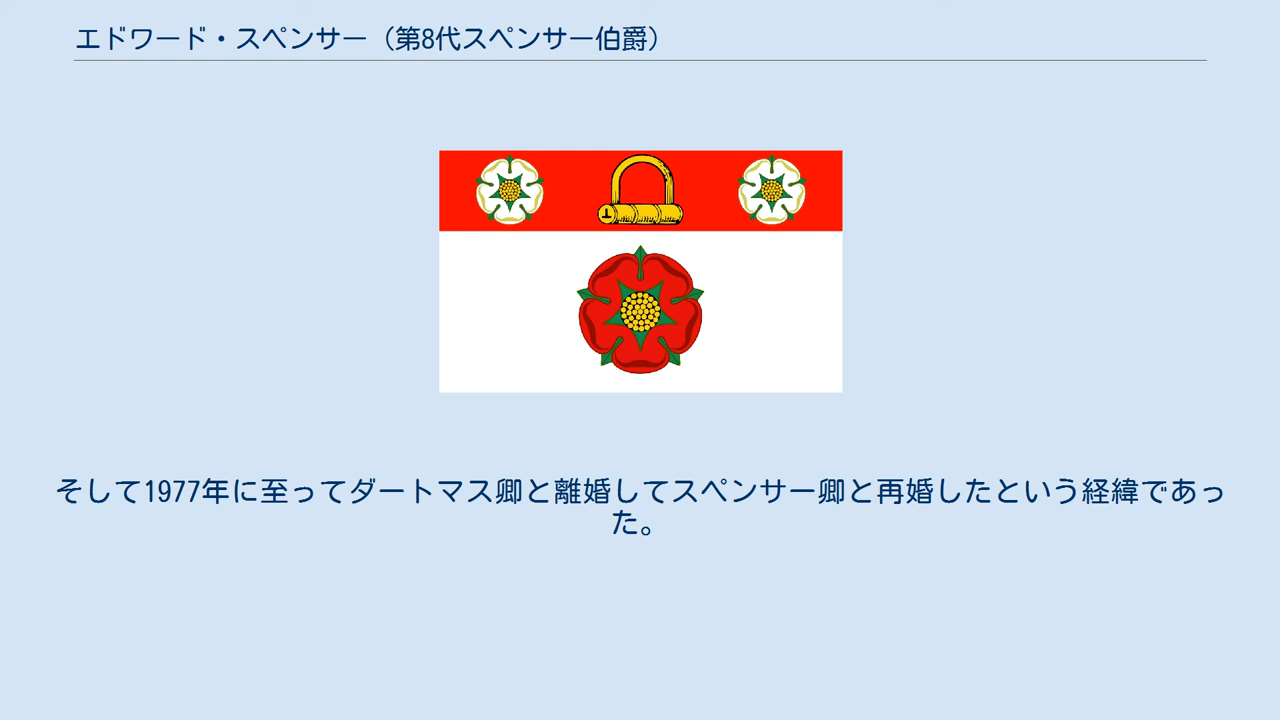 エドワード・スペンサー（第8代スペンサー伯爵）
そして1977年に至ってダートマス卿と離婚してスペンサー卿と再婚したという経緯であっ
た。